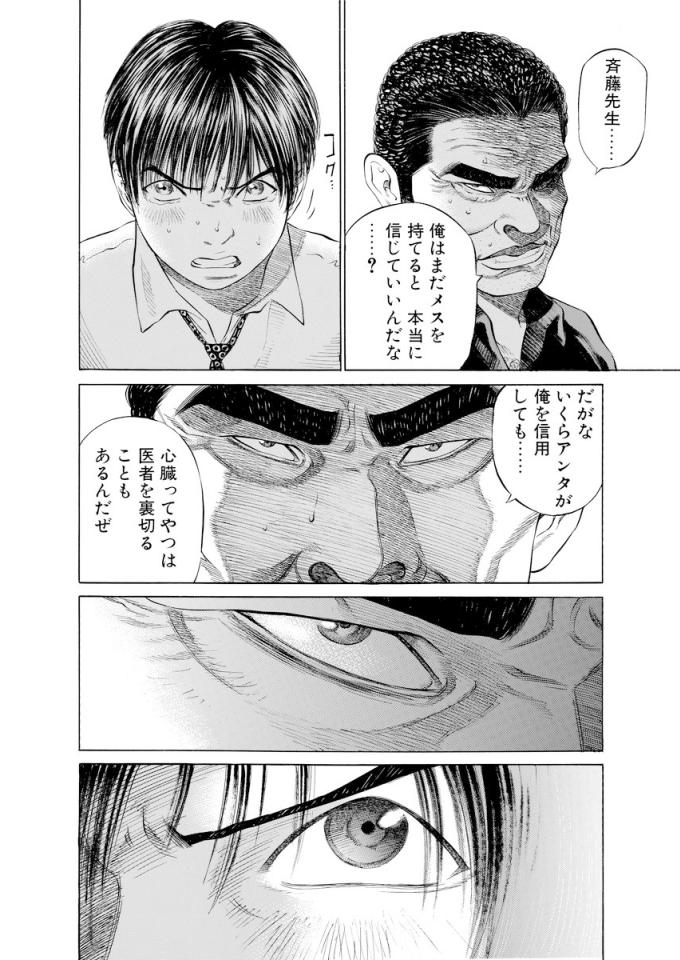 斉藤先生……
俺はまだメスを
持てると 本当に
信じていいんだな
……?
コク…
だがな
いくらアンタが
俺を信用
しても……
心臓ってやつは
医者を裏切る
ことも
あるんだぜ